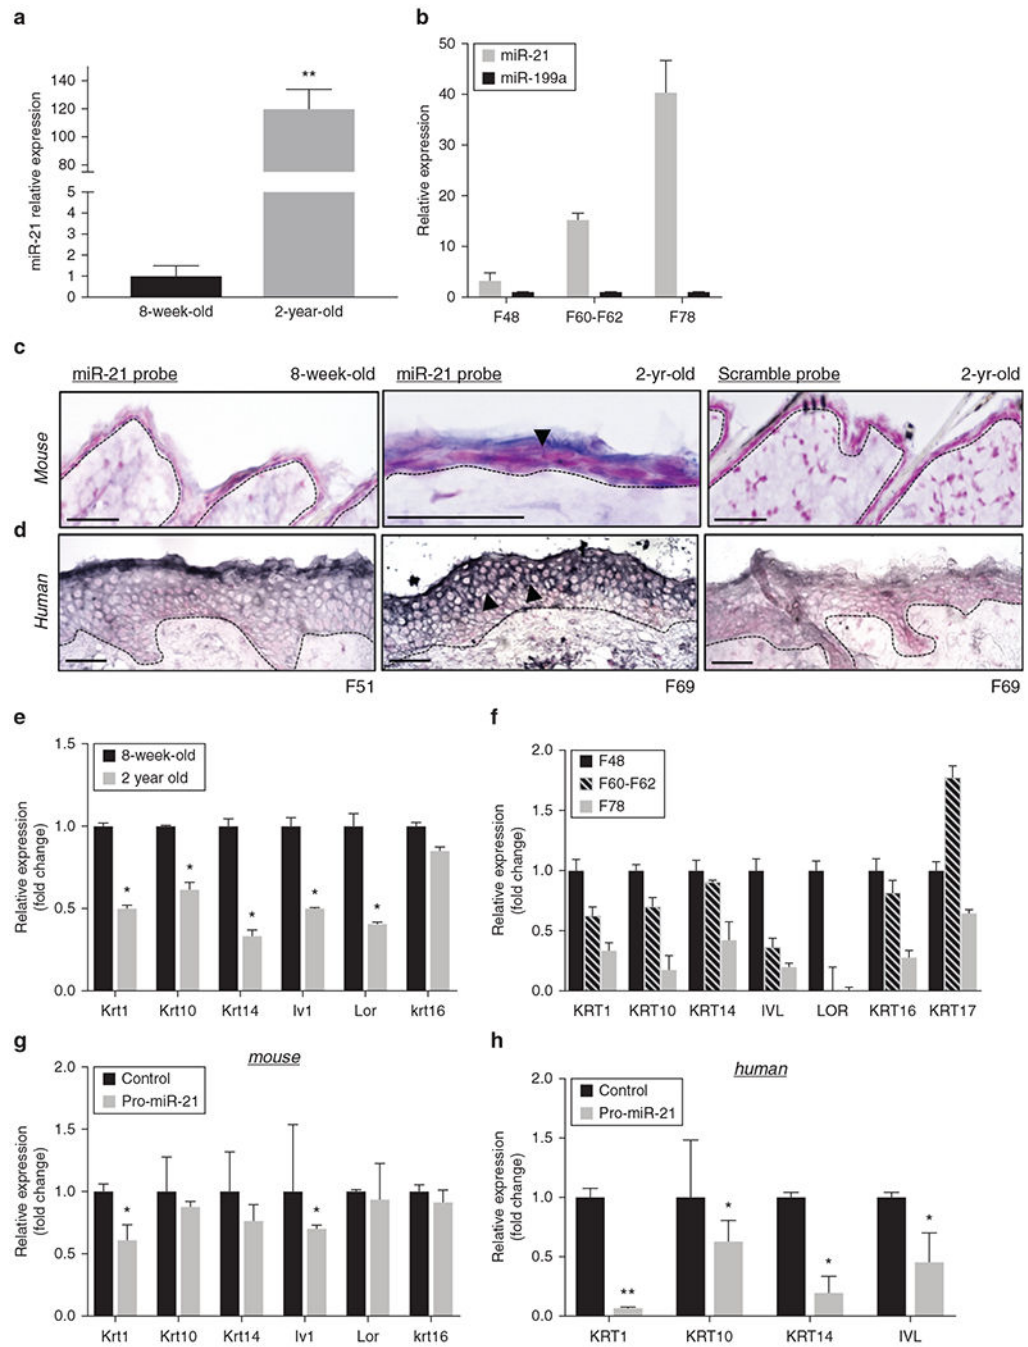 a
miR-21 relative expression
140
120
100
80
5
4
3
2
1
0
**
8-week-old
2-year-old
b
Relative expression
50
40
30
20
10
0
miR-21
miR-199a
F48
F60-F62
F78
c
miR-21 probe
8-week-old
miR-21 probe
2-yr-old
Scramble probe
2-yr-old
Mouse
d
Human
F51
F69
F69
e
Relative expression
(fold change)
1.5
1.0
0.5
0.0
8-week-old
2 year old
*
*
*
*
*
Krt1
Krt10
Krt14
Iv1
Lor
krt16
f
Relative expression
(fold change)
2.0
1.5
1.0
0.5
0.0
F48
F60-F62
F78
KRT1
KRT10
KRT14
IVL
LOR
KRT16
KRT17
g
mouse
Relative expression
(fold change)
2.0
1.5
1.0
0.5
0.0
Control
Pro-miR-21
*
*
Krt1
Krt10
Krt14
Iv1
Lor
krt16
h
human
Relative expression
(fold change)
2.0
1.5
1.0
0.5
0.0
Control
Pro-miR-21
**
*
*
*
KRT1
KRT10
KRT14
IVL